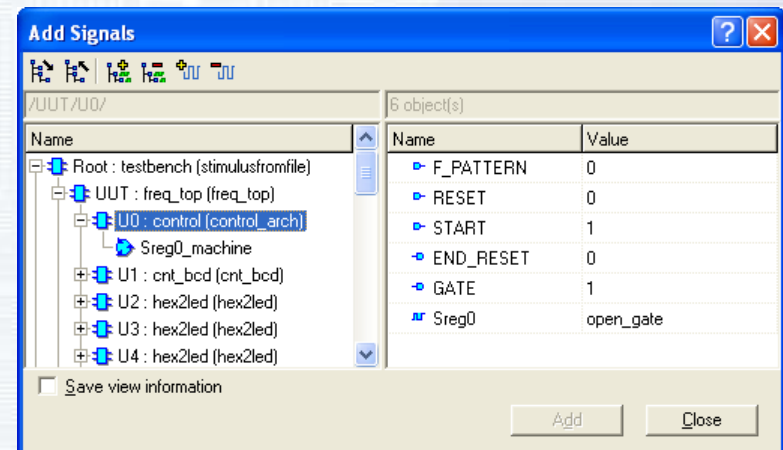 Add Signals
/UUT/U0/
6 object(s)
Name
Root : testbench (stimulusfromfile)
UUT : freq_top (freq_top)
U0 : control (control_arch)
Sreg0_machine
U1 : cnt_bcd (cnt_bcd)
U2 : hex2led (hex2led)
U3 : hex2led (hex2led)
U4 : hex2led (hex2led)
Name Value
F_PATTERN 0
RESET 0
START 1
END_RESET 0
GATE 1
Sreg0 open_gate
Save view information
Add Close